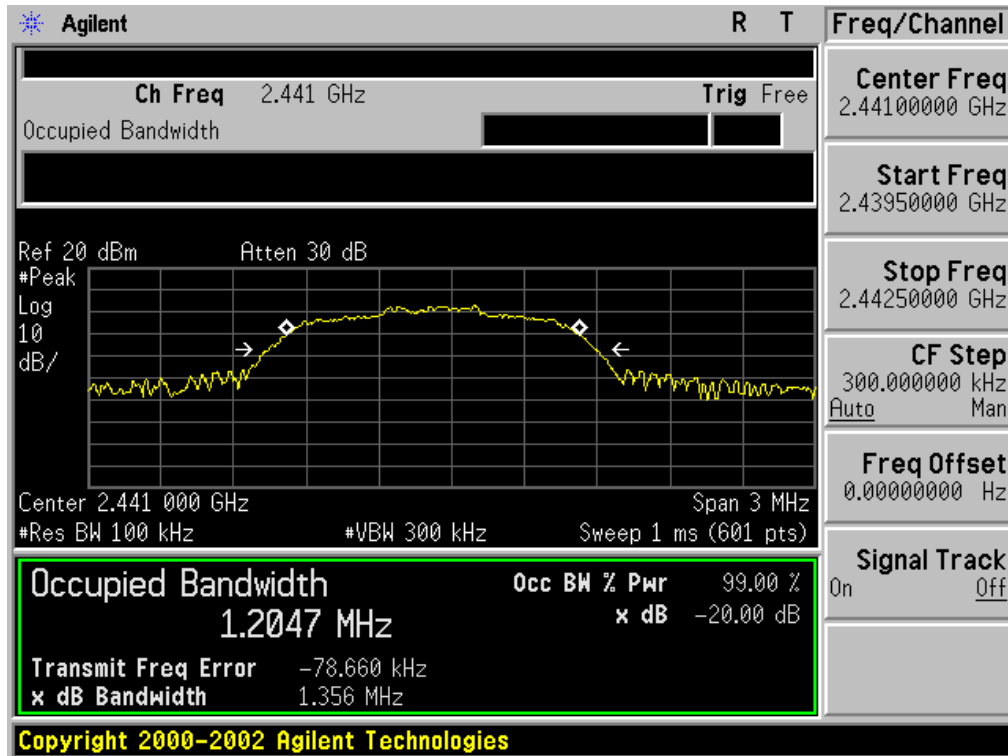 Agilent R T
Freq/Channel
Ch Freq 2.441 GHz Trig Free
Occupied Bandwidth
Center Freq
2.44100000 GHz
Start Freq
2.43950000 GHz
Stop Freq
2.44250000 GHz
CF Step
300.000000 kHz
Auto Man
Freq Offset
0.00000000 Hz
Signal Track
On Off
Ref 20 dBm Atten 30 dB
#Peak
Log
10
dB/
Center 2.441 000 GHz Span 3 MHz
#Res BW 100 kHz #VBW 300 kHz Sweep 1 ms (601 pts)
Occupied Bandwidth Occ BW % Pwr 99.00 %
1.2047 MHz x dB -20.00 dB
Transmit Freq Error -78.660 kHz
x dB Bandwidth 1.356 MHz
Copyright 2000-2002 Agilent Technologies